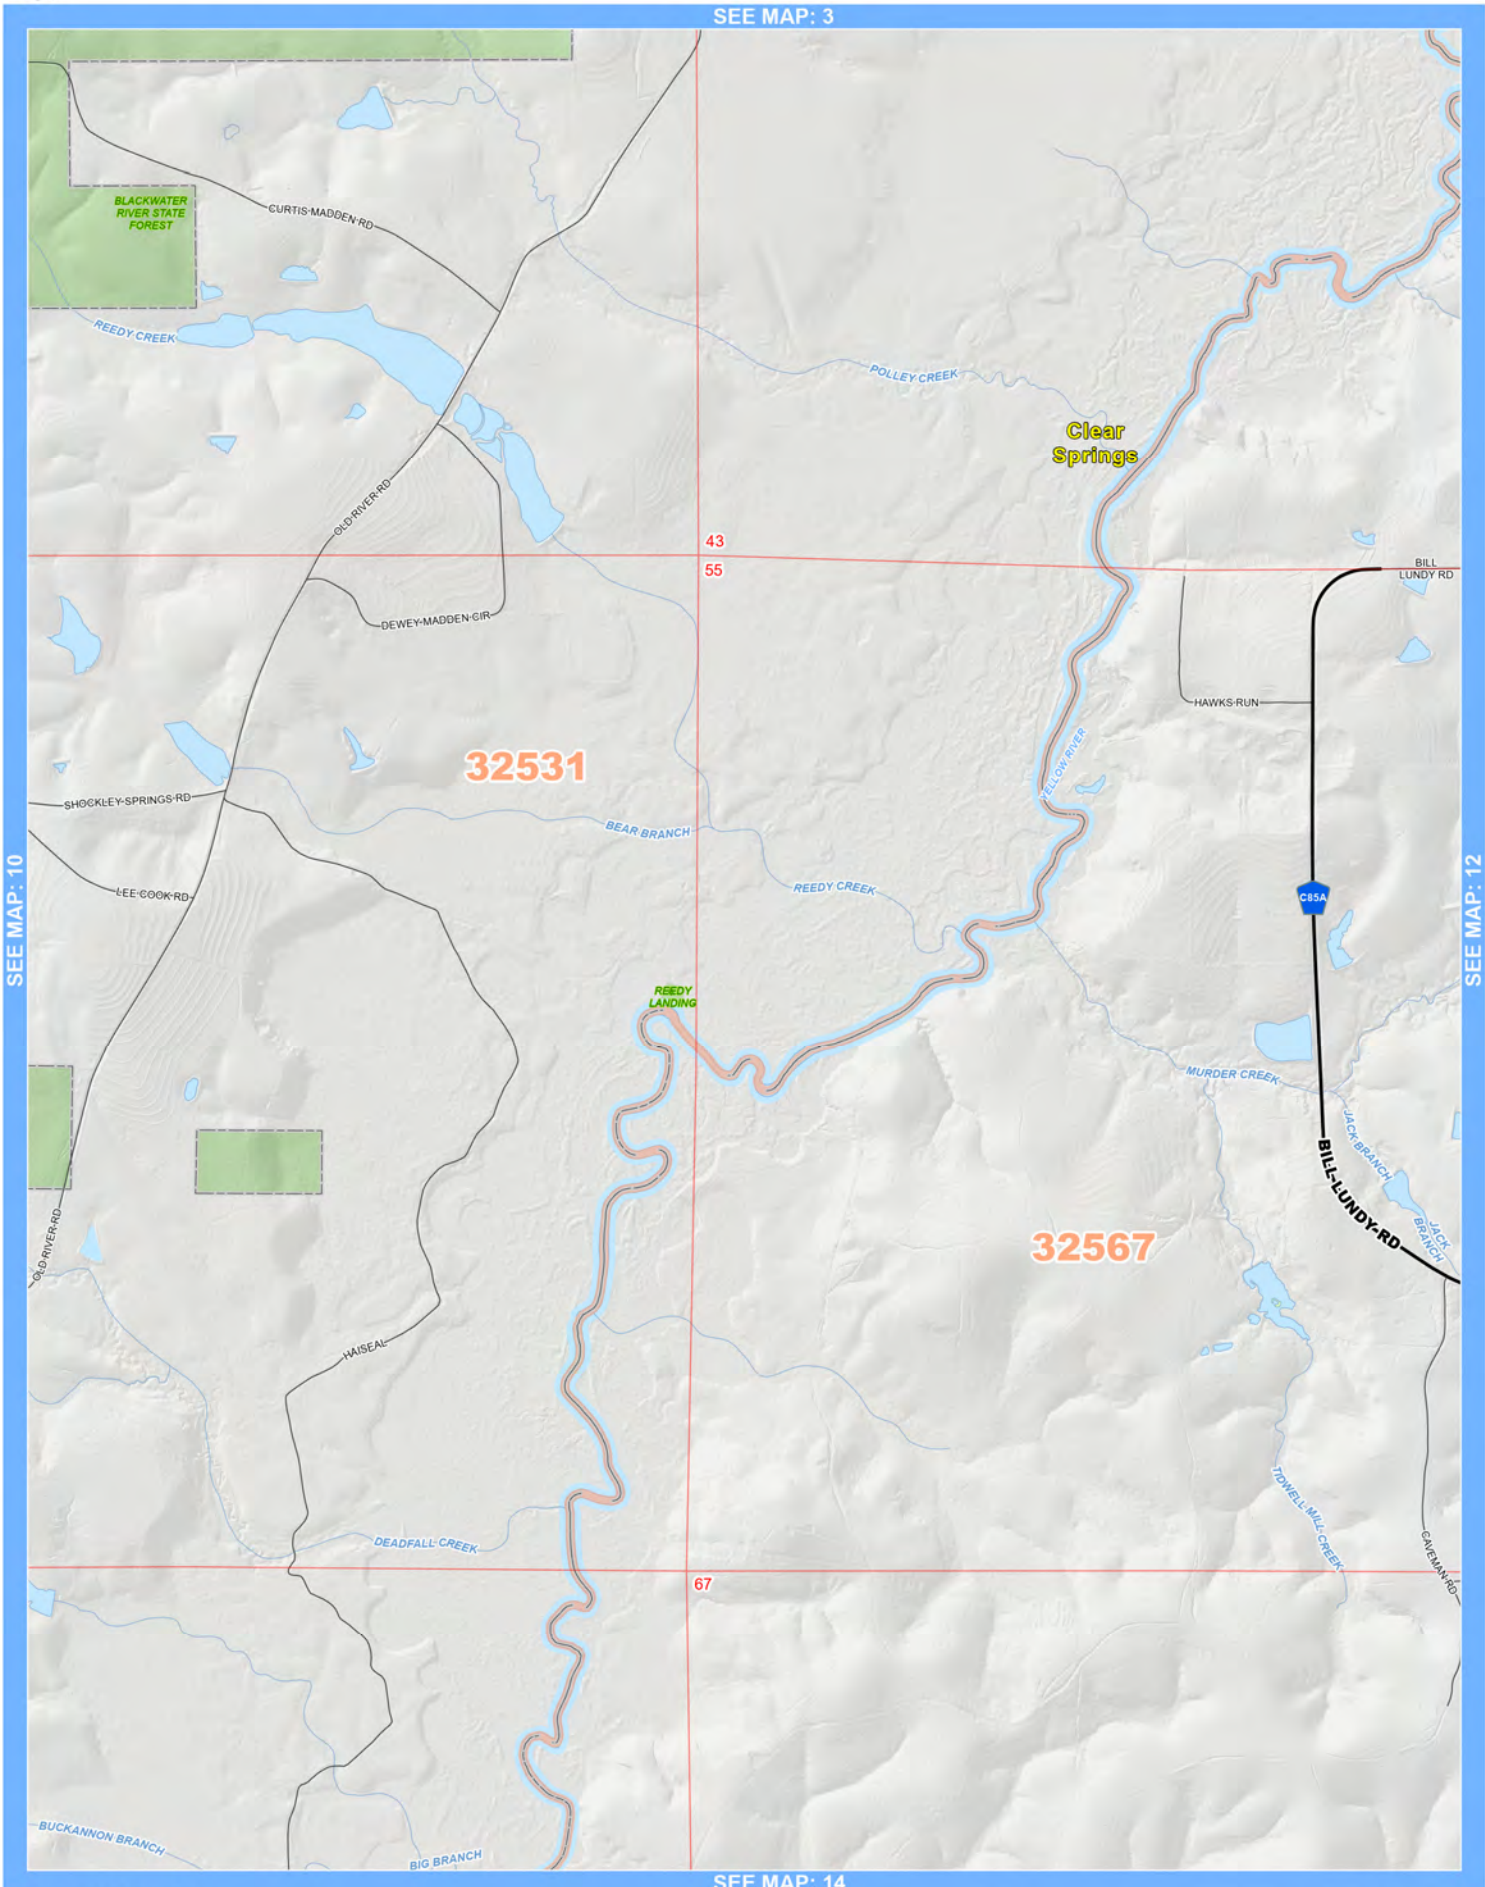 SEE MAP: 3
BLACKWATER
RIVER STATE
FOREST
CURTIS MADDEN RD
REEDY CREEK
POLLEY CREEK
Clear
Springs
OLD RIVER RD
43
55
BILL
LUNDY RD
DEWEY MADDEN CIR
HAWKS RUN
YELLOW RIVER
32531
SHOCKLEY SPRINGS RD
BEAR BRANCH
SEE MAP: 10
LEE COOK RD
REEDY CREEK
C85A
SEE MAP: 12
REEDY
LANDING
MURDER CREEK
JACK BRANCH
BILL LUNDY RD
OLD RIVER RD
JACK
BRANCH
32567
HAISEAL
DEADFALL CREEK
TIDWELL MILL CREEK
CAVEMAN RD
67
BUCKANNON BRANCH
BIG BRANCH
SEE MAP: 14